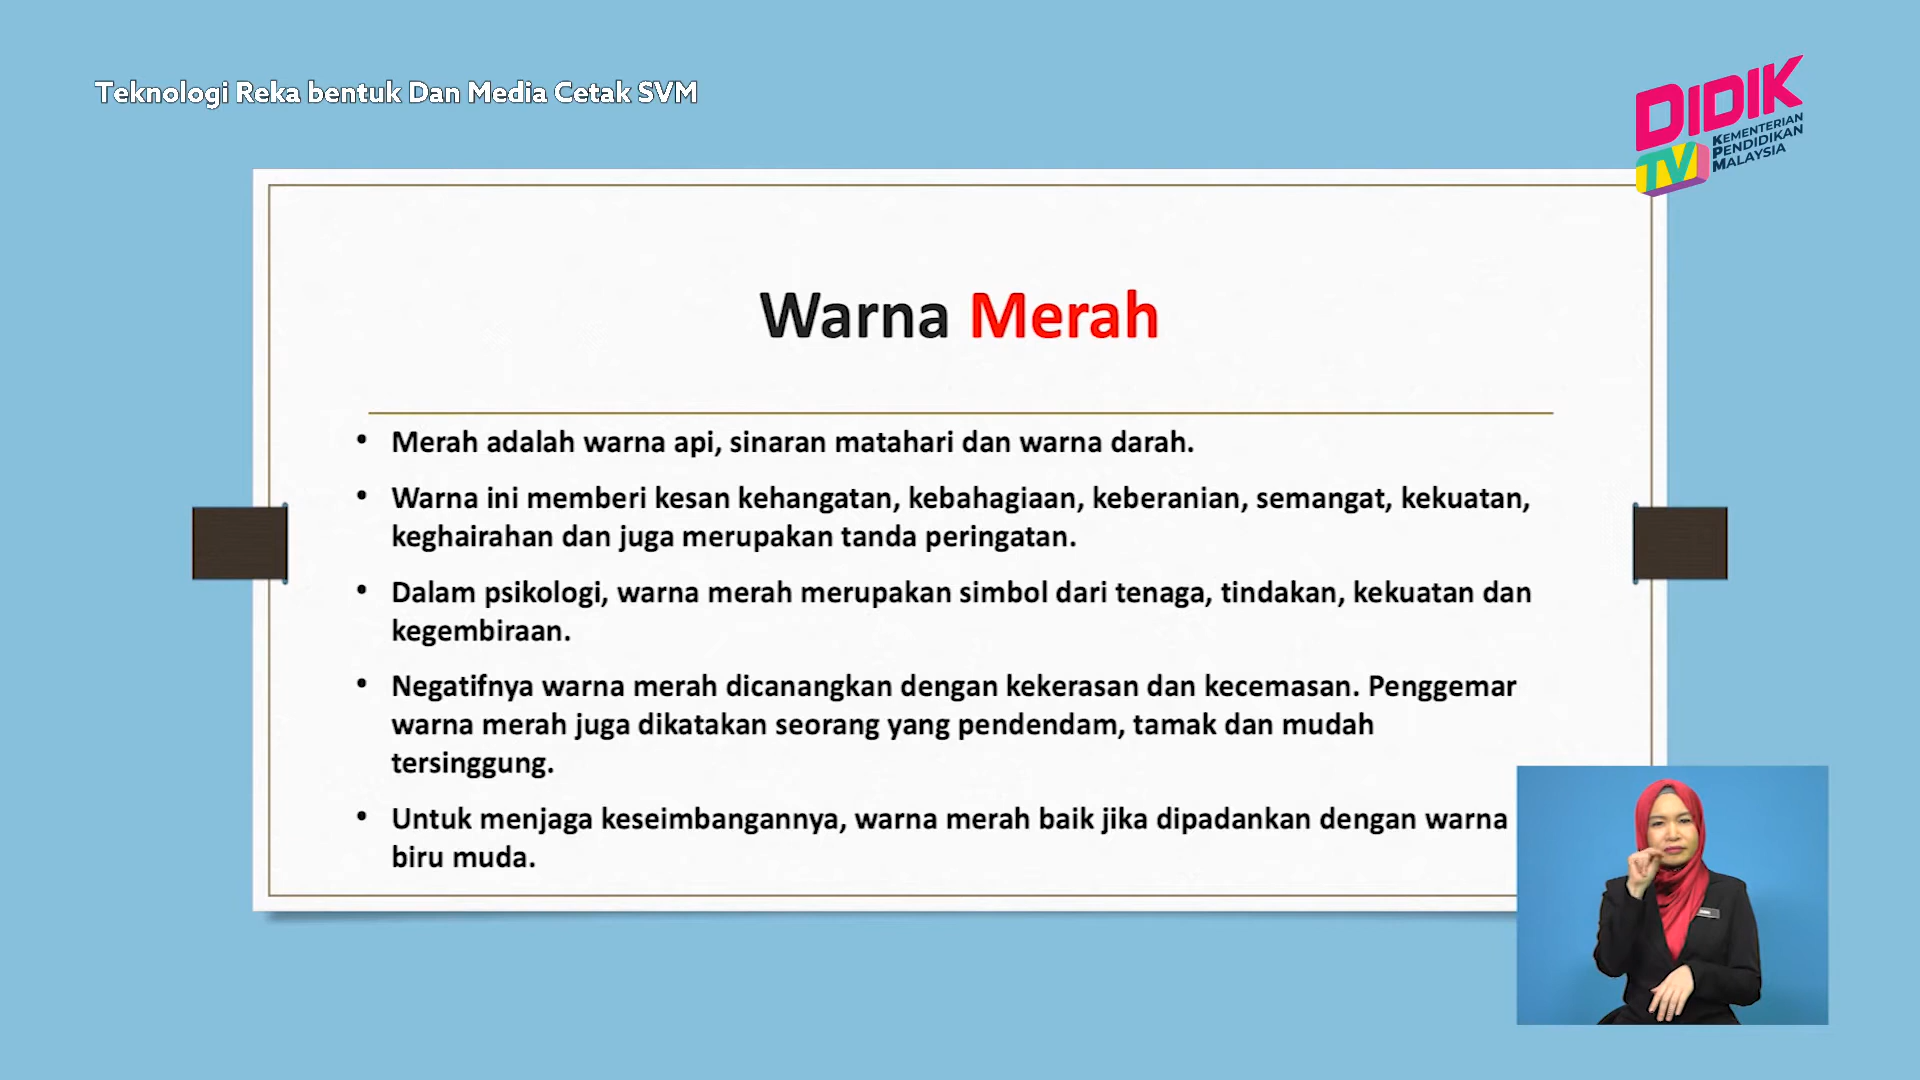 Teknologi Reka bentuk Dan Media Cetak SVM
DIDIK
TV
KEMENTERIAN
PENDIDIKAN
MALAYSIA
Warna Merah
• Merah adalah warna api, sinaran matahari dan warna darah.
• Warna ini memberi kesan kehangatan, kebahagiaan, keberanian, semangat, kekuatan,
keghairahan dan juga merupakan tanda peringatan.
• Dalam psikologi, warna merah merupakan simbol dari tenaga, tindakan, kekuatan dan
kegembiraan.
• Negatifnya warna merah dicanangkan dengan kekerasan dan kecemasan. Penggemar
warna merah juga dikatakan seorang yang pendendam, tamak dan mudah
tersinggung.
• Untuk menjaga keseimbangannya, warna merah baik jika dipadankan dengan warna
biru muda.